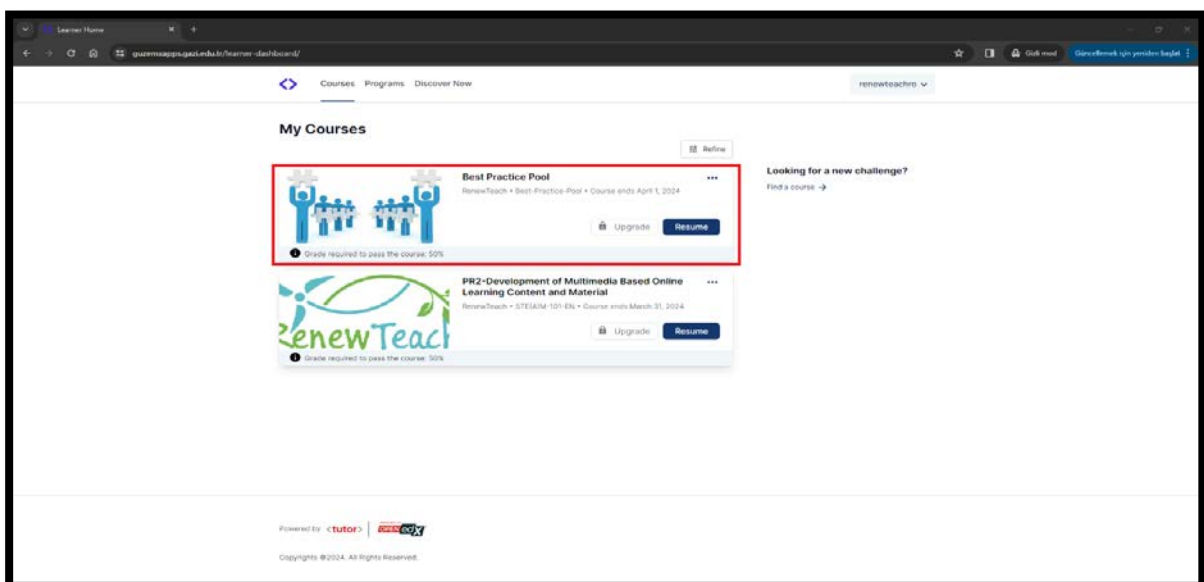 Learner Home
guzemxapps.gazi.edu.tr/learner-dashboard/
Gizli mod
Güncellemek için yeniden başlat
Courses Programs Discover New
renewteachro
My Courses
Refine
Best Practice Pool
RenewTeach • Best-Practice-Pool • Course ends April 1, 2024
Upgrade Resume
Grade required to pass the course: 50%
Looking for a new challenge?
Find a course →
PR2-Development of Multimedia Based Online
Learning Content and Material
RenewTeach • STEAIM-101-EN • Course ends March 31, 2024
Upgrade Resume
RenewTeach
Grade required to pass the course: 50%
Powered by <tutor> OPEN edX
Copyrights ©2024. All Rights Reserved.